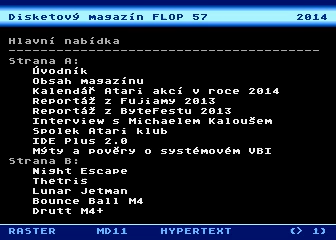 Disketový magazín FLOP 57 2014
Hlavní nabídka
----------------------------------------
Strana A:
Úvodník
Obsah magazínu
Kalendář Atari akcí v roce 2014
Reportáž z Fujiamy 2013
Reportáž z ByteFestu 2013
Interview s Michaelem Kaloušem
Spolek Atari klub
IDE Plus 2.0
Mýty a pověry o systémovém VBI
Strana B:
Night Escape
Thetris
Lunar Jetman
Bounce Ball M4
Drutt M4+
RASTER MD11 HYPERTEXT (> 1)